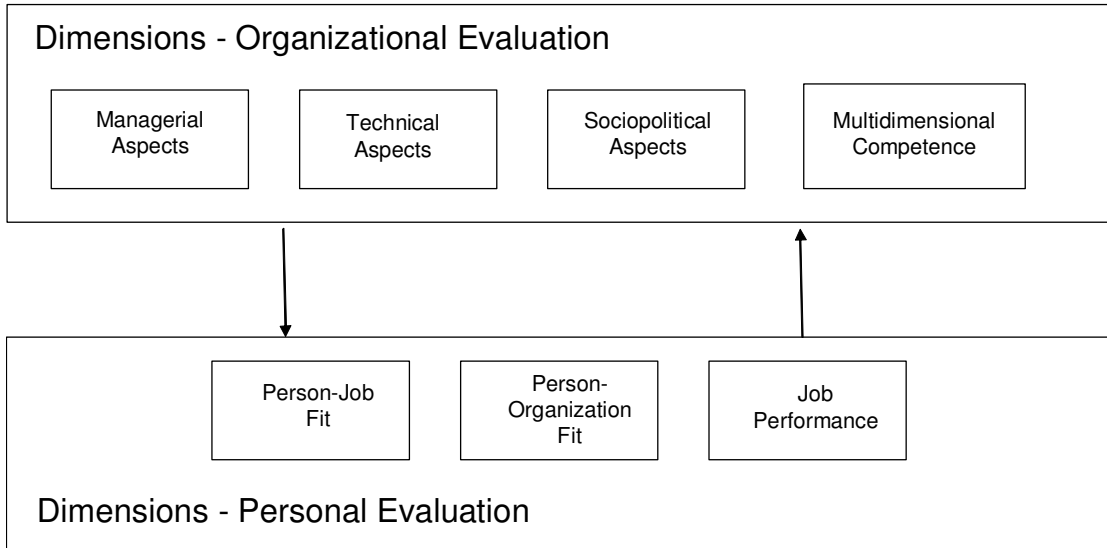 Dimensions - Organizational Evaluation
Managerial
Aspects
Technical
Aspects
Sociopolitical
Aspects
Multidimensional
Competence
Person-Job
Fit
Person-
Organization
Fit
Job
Performance
Dimensions - Personal Evaluation